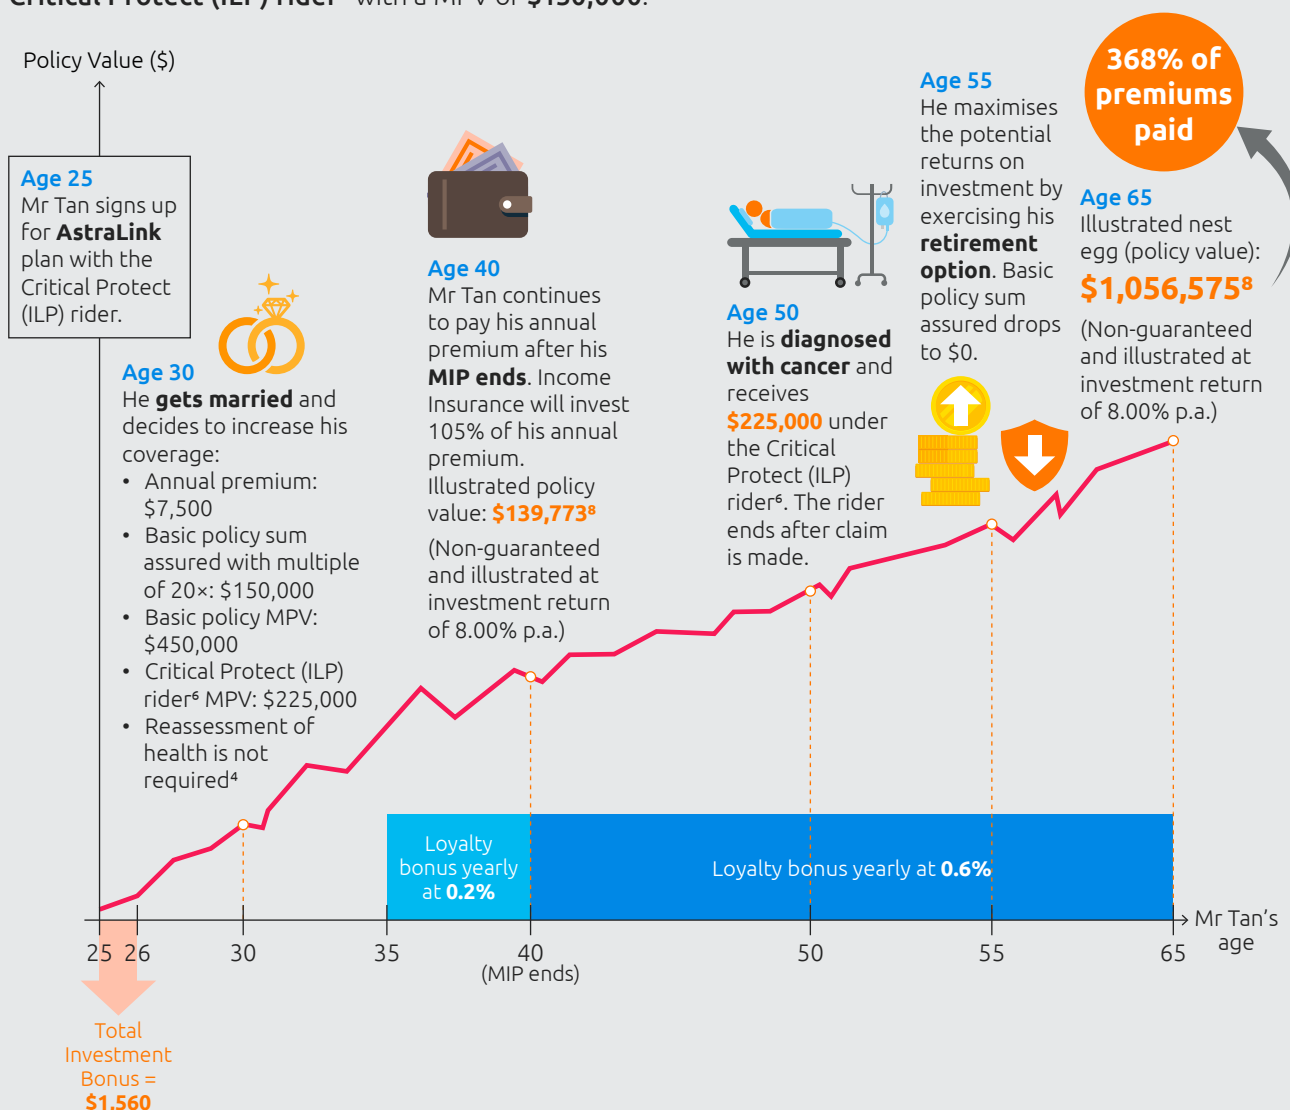 Critical Protect (ILP) rider with a MPV of $150,000.
Policy Value ($)
Age 25
Mr Tan signs up
for AstraLink
plan with the
Critical Protect
(ILP) rider.
Age 30
He gets married and
decides to increase his
coverage:
• Annual premium:
$7,500
• Basic policy sum
assured with multiple
of 20×: $150,000
• Basic policy MPV:
$450,000
• Critical Protect (ILP)
rider⁶ MPV: $225,000
• Reassessment of
health is not
required⁴
Age 40
Mr Tan continues
to pay his annual
premium after his
MIP ends. Income
Insurance will invest
105% of his annual
premium.
Illustrated policy
value: $139,773⁸
(Non-guaranteed
and illustrated at
investment return
of 8.00% p.a.)
Age 50
He is diagnosed
with cancer and
receives
$225,000 under
the Critical
Protect (ILP)
rider⁶. The rider
ends after claim
is made.
Age 55
He maximises
the potential
returns on
investment by
exercising his
retirement
option. Basic
policy sum
assured drops
to $0.
368% of
premiums
paid
Age 65
Illustrated nest
egg (policy value):
$1,056,575⁸
(Non-guaranteed
and illustrated at
investment return
of 8.00% p.a.)
Loyalty
bonus yearly
at 0.2%
Loyalty bonus yearly at 0.6%
25 26 30 35 40 50 55 65
(MIP ends)
Mr Tan's
age
Total
Investment
Bonus =
$1,560